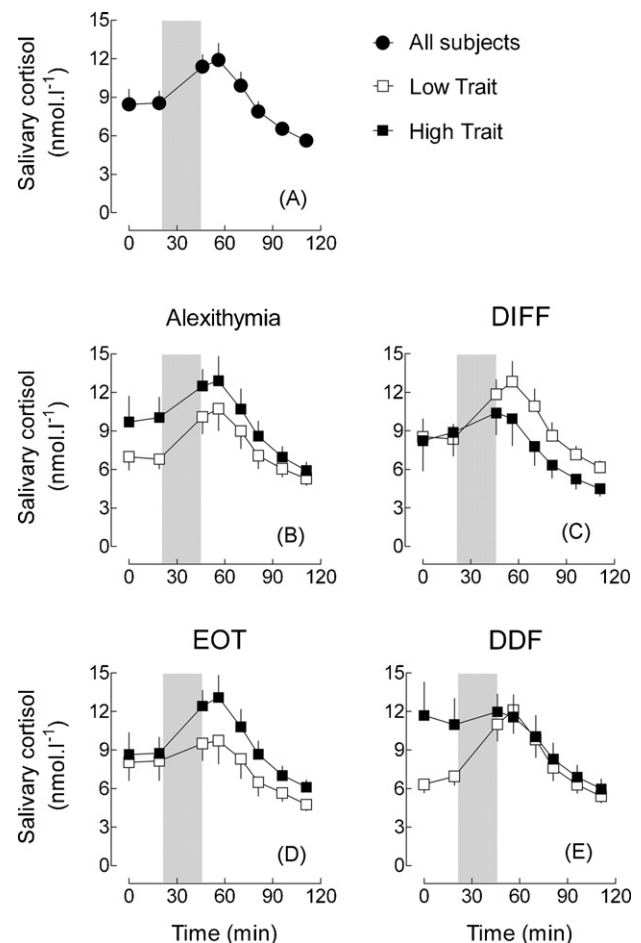 15
12
9
6
3
0
Salivary cortisol
(nmol.l⁻¹)
(A)
0 30 60 90 120
All subjects
Low Trait
High Trait
Alexithymia
15
12
9
6
3
0
Salivary cortisol
(nmol.l⁻¹)
(B)
0 30 60 90 120
DIFF
15
12
9
6
3
0
(C)
0 30 60 90 120
EOT
15
12
9
6
3
0
Salivary cortisol
(nmol.l⁻¹)
(D)
0 30 60 90 120
Time (min)
DDF
15
12
9
6
3
0
(E)
0 30 60 90 120
Time (min)